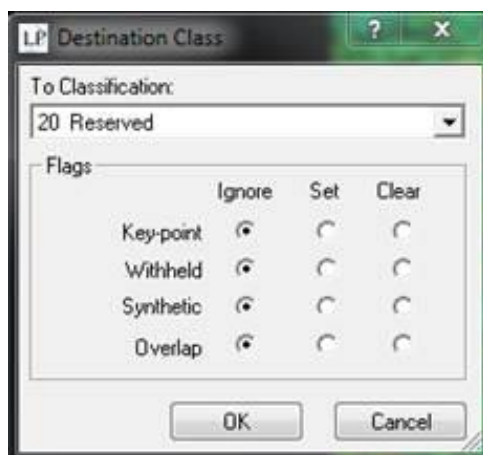 LP Destination Class ? X
To Classification:
20 Reserved
Flags
Ignore Set Clear
Key-point
Withheld
Synthetic
Overlap
OK Cancel